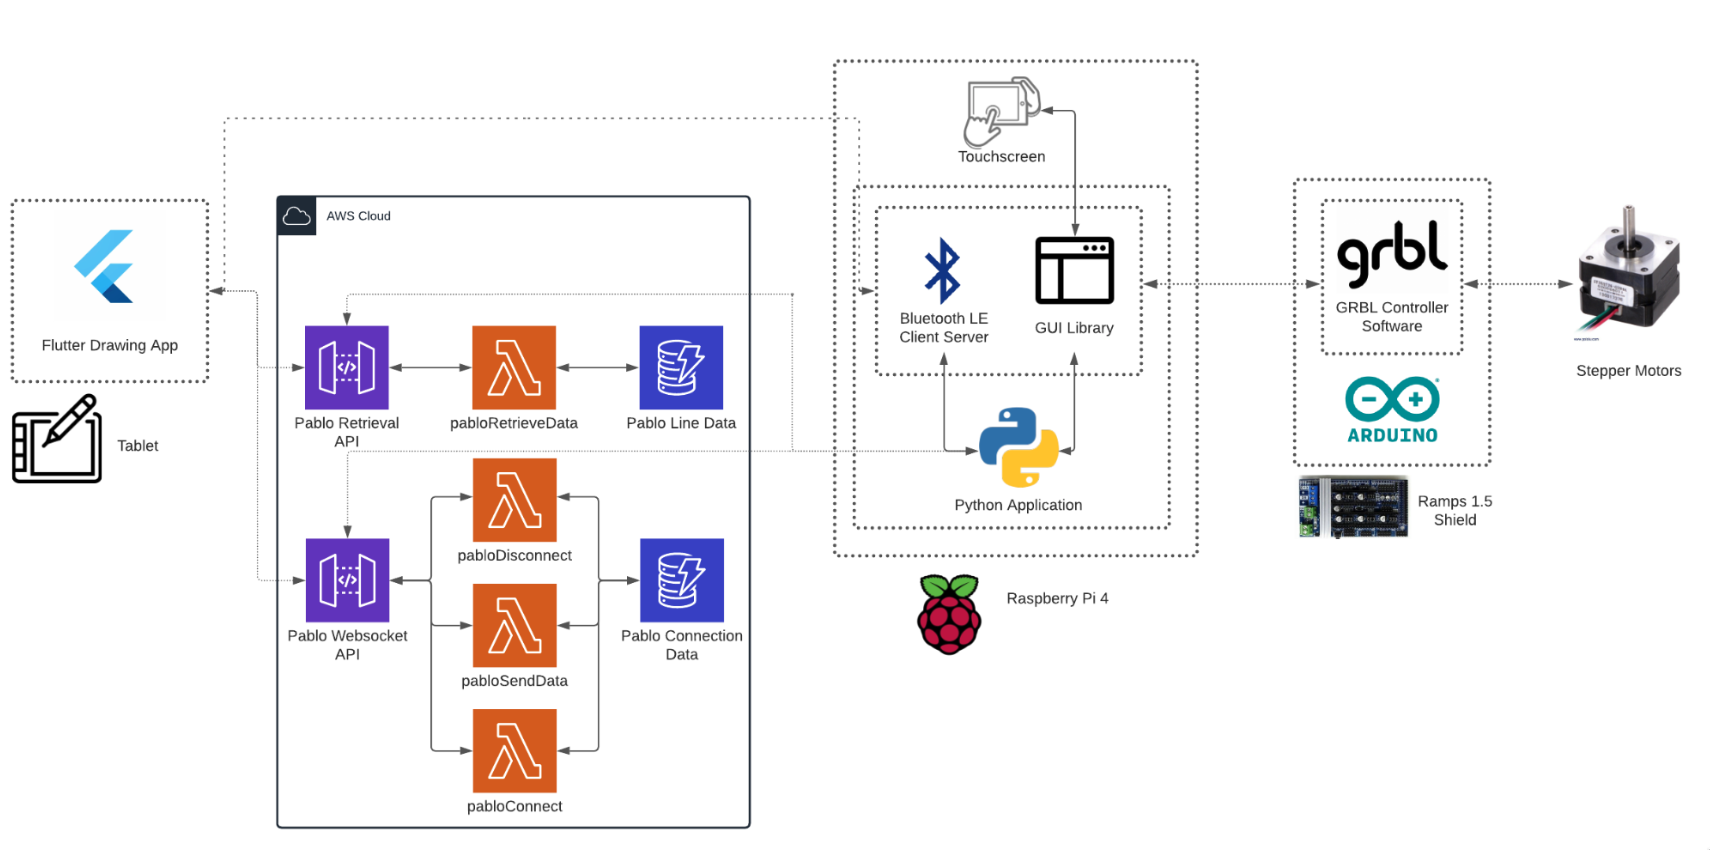 Touchscreen
AWS Cloud
Flutter Drawing App
Tablet
Pablo Retrieval
API
pabloRetrieveData
Pablo Line Data
pabloDisconnect
Pablo Websocket
API
pabloSendData
Pablo Connection
Data
pabloConnect
Bluetooth LE
Client Server
GUI Library
Python Application
Raspberry Pi 4
grbl
GRBL Controller
Software
ARDUINO
Ramps 1.5
Shield
Stepper Motors